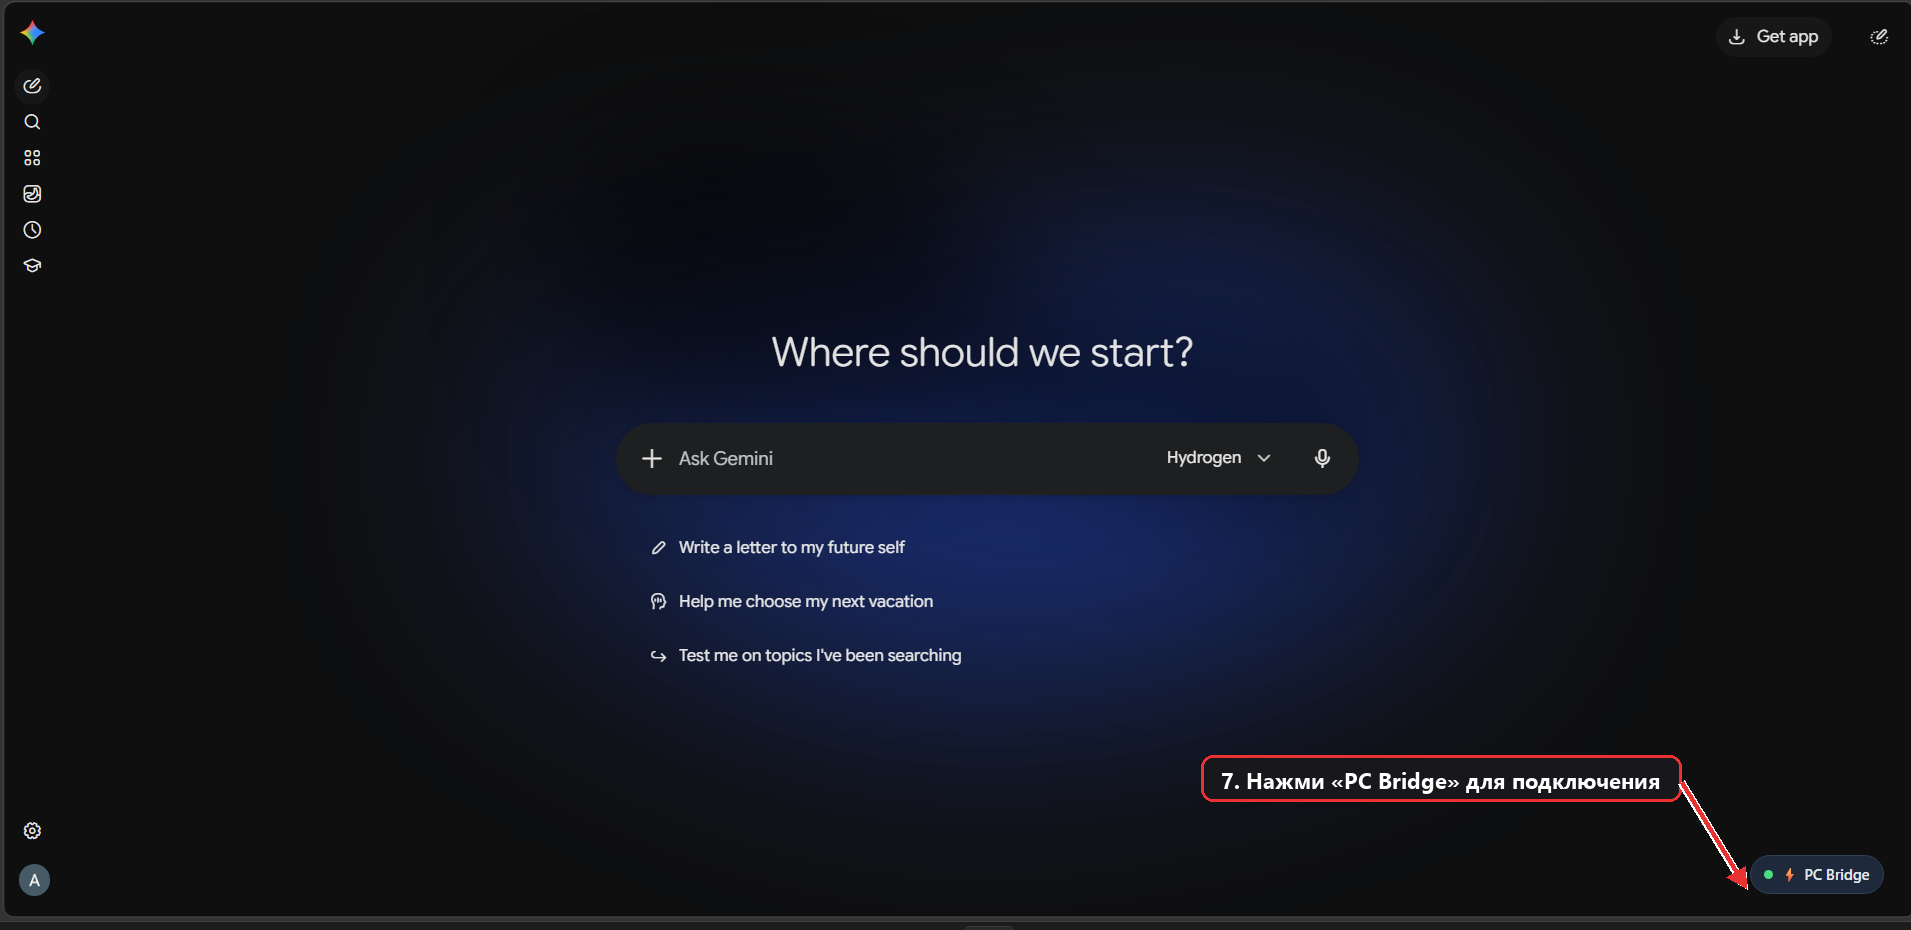 Get app
Where should we start?
Ask Gemini
Hydrogen
Write a letter to my future self
Help me choose my next vacation
Test me on topics I've been searching
7. Нажми «PC Bridge» для подключения
A
PC Bridge